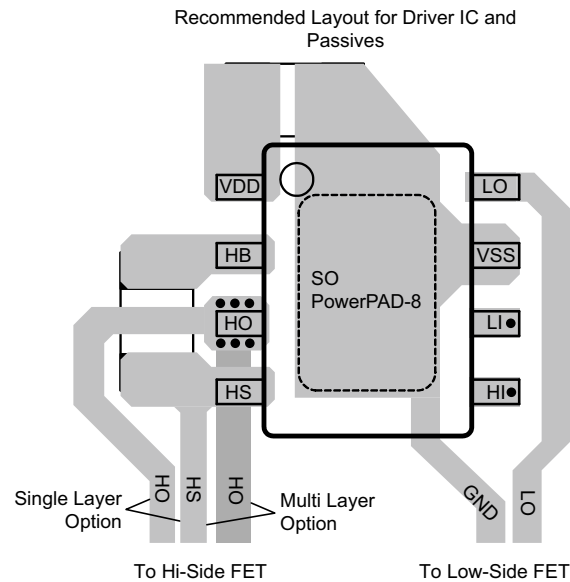 Recommended Layout for Driver IC and
Passives
VDD
LO
HB
VSS
SO
PowerPAD-8
HO
LI
HS
HI
HO
HS
HO
GND
LO
Single Layer
Option
Multi Layer
Option
To Hi-Side FET
To Low-Side FET